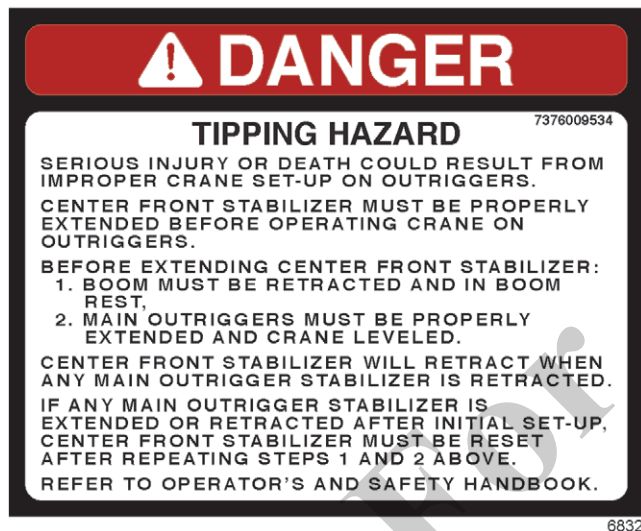 DANGER
7376009534
TIPPING HAZARD
SERIOUS INJURY OR DEATH COULD RESULT FROM
IMPROPER CRANE SET-UP ON OUTRIGGERS.
CENTER FRONT STABILIZER MUST BE PROPERLY
EXTENDED BEFORE OPERATING CRANE ON
OUTRIGGERS.
BEFORE EXTENDING CENTER FRONT STABILIZER:
1. BOOM MUST BE RETRACTED AND IN BOOM
REST,
2. MAIN OUTRIGGERS MUST BE PROPERLY
EXTENDED AND CRANE LEVELED.
CENTER FRONT STABILIZER WILL RETRACT WHEN
ANY MAIN OUTRIGGER STABILIZER IS RETRACTED.
IF ANY MAIN OUTRIGGER STABILIZER IS
EXTENDED OR RETRACTED AFTER INITIAL SET-UP,
CENTER FRONT STABILIZER MUST BE RESET
AFTER REPEATING STEPS 1 AND 2 ABOVE.
REFER TO OPERATOR'S AND SAFETY HANDBOOK.
6832
For